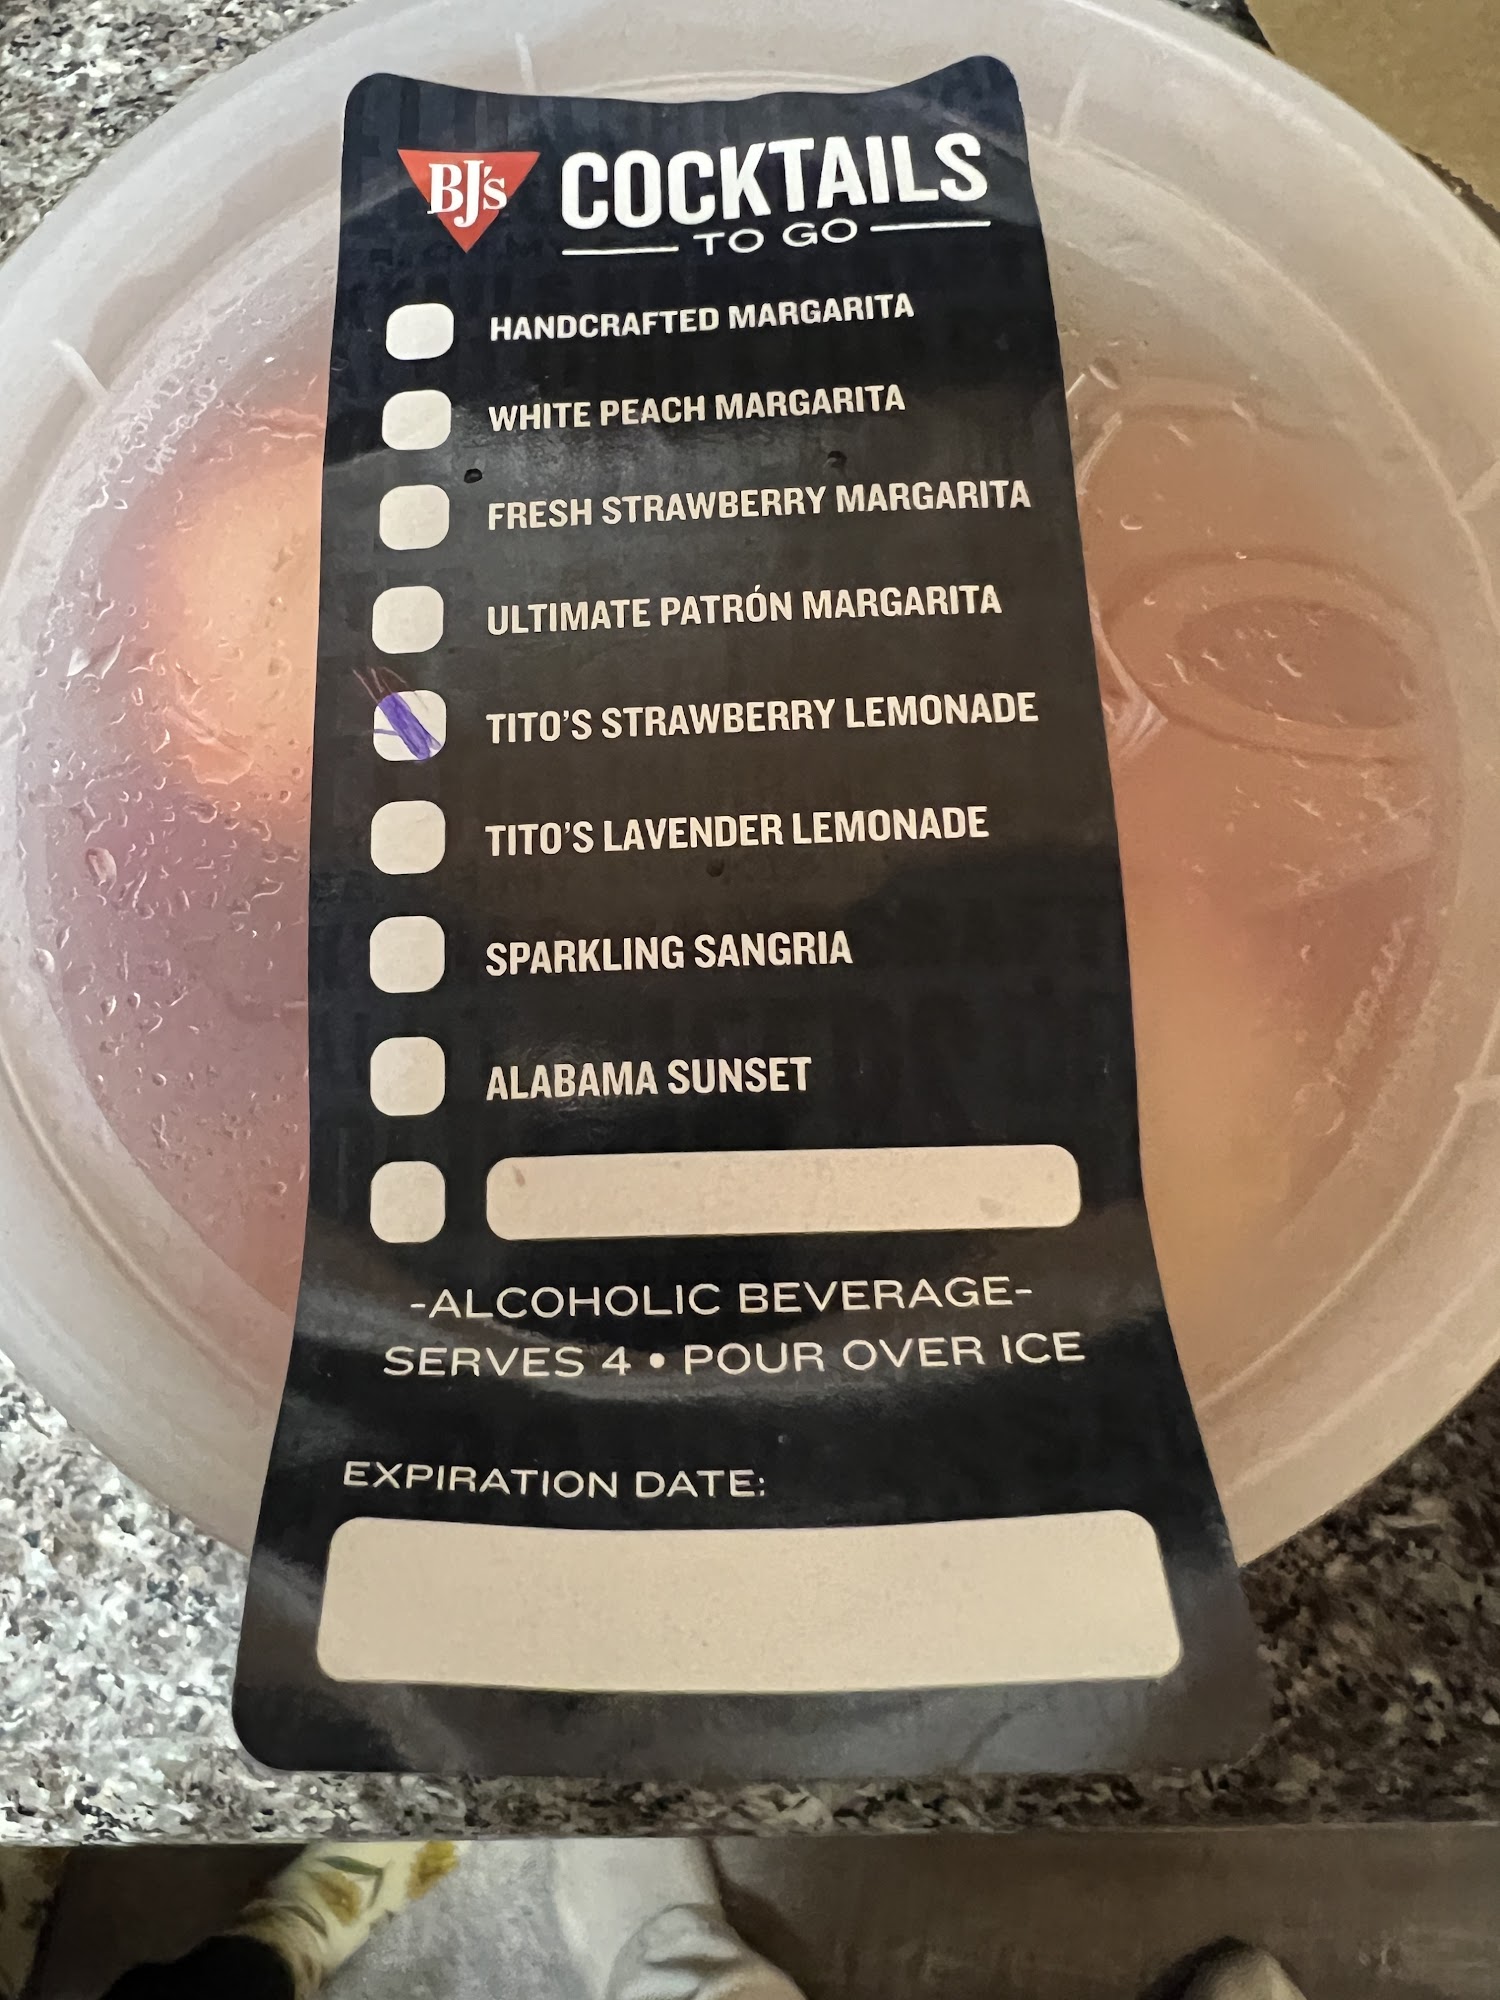 BJ's COCKTAILS
TO GO
HANDCRAFTED MARGARITA
WHITE PEACH MARGARITA
FRESH STRAWBERRY MARGARITA
ULTIMATE PATRÓN MARGARITA
TITO'S STRAWBERRY LEMONADE
TITO'S LAVENDER LEMONADE
SPARKLING SANGRIA
ALABAMA SUNSET
-ALCOHOLIC BEVERAGE-
SERVES 4 • POUR OVER ICE
EXPIRATION DATE: